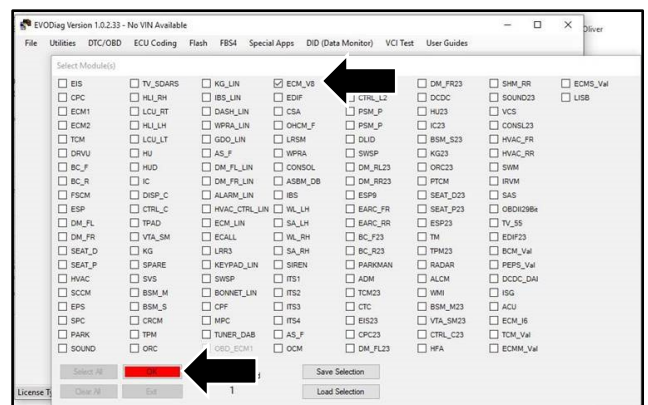 EVODiag Version 1.0.2.33 - No VIN Available
Oliver
File Utilities DTC/OBD ECU Coding Flash FBS4 Special Apps DID (Data Monitor) VCI Test User Guides
Select Module(s)
EIS TV_SDARS KG_LIN ECM_V8 DM_FR23 SHM_RR ECMS_Val
CPC HLI_RH IBS_LIN EDIF CTRL_L2 DCDC SOUND23 LISB
ECM1 LCU_RT DASH_LIN CSA PSM_P HU23 VCS
ECM2 HLI_LH WPRA_LIN OHCM_F PSM_P IC23 CONSL23
TCM LCU_LT GDO_LIN LRSM DLID BSM_S23 HVAC_FR
DRVU HU AS_F WPRA SWSP KG23 HVAC_RR
BC_F HUD DM_FL_LIN CONSOL DM_RL23 ORC23 SWM
BC_R IC DM_FR_LIN ASBM_DB DM_RR23 PTCM IRVM
FSCM DISP_C ALARM_LIN IBS ESP9 SEAT_D23 SAS
ESP CTRL_C HVAC_CTRL_LIN WL_LH EARC_FR SEAT_P23 OBDII29Bit
DM_FL TPAD ECM_LIN SA_LH EARC_RR ESP23 TV_55
DM_FR VTA_SM ECALL WL_RH BC_F23 TM EDIF23
SEAT_D KG LRR3 SA_RH BC_R23 TPM23 BCM_Val
SEAT_P SPARE KEYPAD_LIN SIREN PARKMAN RADAR PEPS_Val
HVAC SVS SWSP ITS1 ADM ALCM DCDC_DAI
SCCM BSM_M BONNET_LIN ITS2 TCM23 WMI ISG
EPS BSM_S CPF ITS3 CTC BSM_M23 ACU
SPC CRCM MPC ITS4 EIS23 VTA_SM23 ECM_I6
PARK TPM TUNER_DAB AS_F CPC23 CTRL_C23 TCM_Val
SOUND ORC OBD_ECM1 OCM DM_FL23 HFA ECMM_Val
Select All OK Save Selection
License Ty Clear All Exit 1 Load Selection